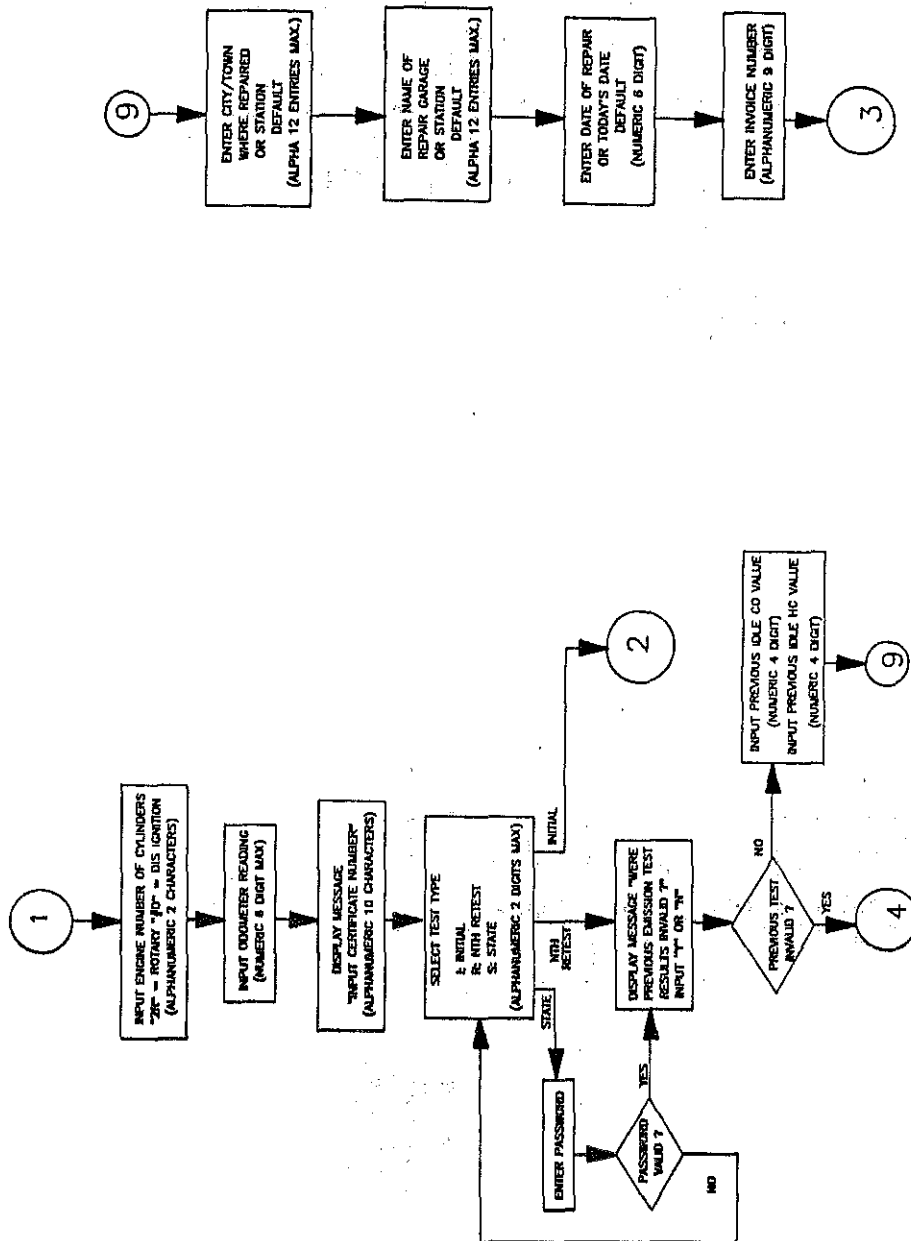 1
INPUT ENGINE NUMBER OF CYLINDERS
"2R" = ROTARY "#D" = DIS IGNITION
(ALPHANUMERIC 2 CHARACTERS)
INPUT ODOMETER READING
(NUMERIC 6 DIGIT MAX)
DISPLAY MESSAGE
"INPUT CERTIFICATE NUMBER"
(ALPHANUMERIC 10 CHARACTERS)
SELECT TEST TYPE
I: INITIAL
R: NTH RETEST
S: STATE
(ALPHANUMERIC 2 DIGITS MAX)
STATE
NTH
RETEST
INITIAL
2
ENTER PASSWORD
PASSWORD
VALID ?
YES
NO
DISPLAY MESSAGE "WERE
PREVIOUS EMISSION TEST
RESULTS INVALID ?"
INPUT "Y" OR "N"
PREVIOUS TEST
INVALID ?
NO
YES
4
INPUT PREVIOUS IDLE CO VALUE
(NUMERIC 4 DIGIT)
INPUT PREVIOUS IDLE HC VALUE
(NUMERIC 4 DIGIT)
9
9
ENTER CITY/TOWN
WHERE REPAIRED
OR STATION
DEFAULT
(ALPHA 12 ENTRIES MAX.)
ENTER NAME OF
REPAIR GARAGE
OR STATION
DEFAULT
(ALPHA 12 ENTRIES MAX.)
ENTER DATE OF REPAIR
OR TODAY'S DATE
DEFAULT
(NUMERIC 6 DIGIT)
ENTER INVOICE NUMBER
(ALPHANUMERIC 9 DIGIT)
3